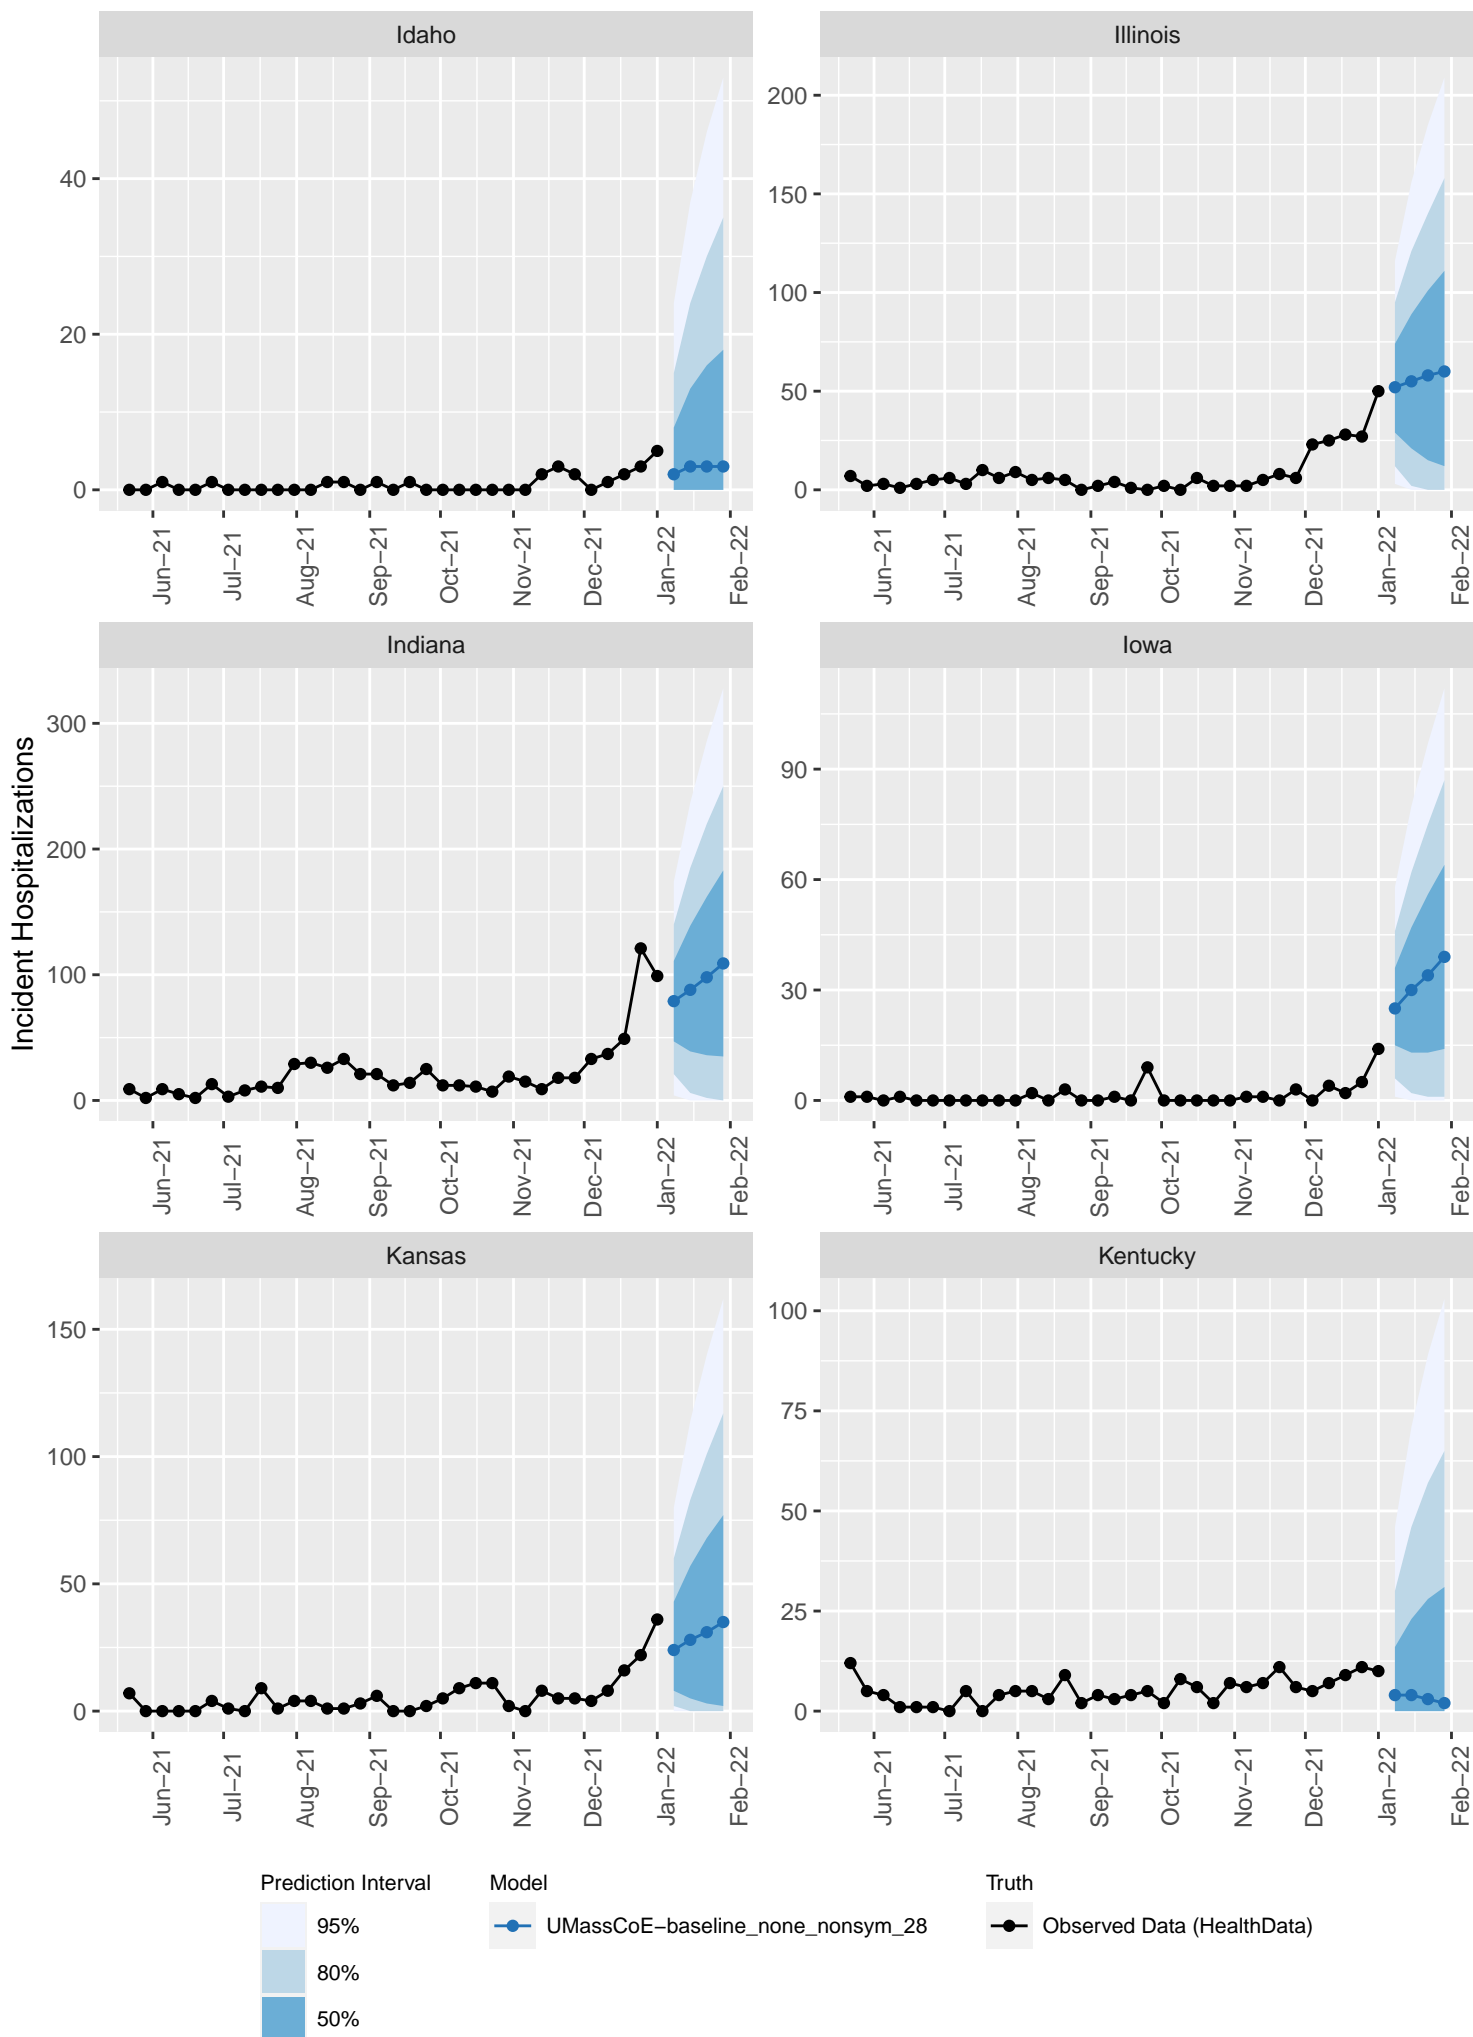 Idaho
Illinois
40
20
0
200
150
100
50
0
Jun−21
Jul−21
Aug−21
Sep−21
Oct−21
Nov−21
Dec−21
Jan−22
Feb−22
Jun−21
Jul−21
Aug−21
Sep−21
Oct−21
Nov−21
Dec−21
Jan−22
Feb−22
Indiana
Iowa
Incident Hospitalizations
300
200
100
0
90
60
30
0
Jun−21
Jul−21
Aug−21
Sep−21
Oct−21
Nov−21
Dec−21
Jan−22
Feb−22
Jun−21
Jul−21
Aug−21
Sep−21
Oct−21
Nov−21
Dec−21
Jan−22
Feb−22
Kansas
Kentucky
150
100
50
0
100
75
50
25
0
Jun−21
Jul−21
Aug−21
Sep−21
Oct−21
Nov−21
Dec−21
Jan−22
Feb−22
Jun−21
Jul−21
Aug−21
Sep−21
Oct−21
Nov−21
Dec−21
Jan−22
Feb−22
Prediction Interval
95%
80%
50%
Model
UMassCoE−baseline_none_nonsym_28
Truth
Observed Data (HealthData)